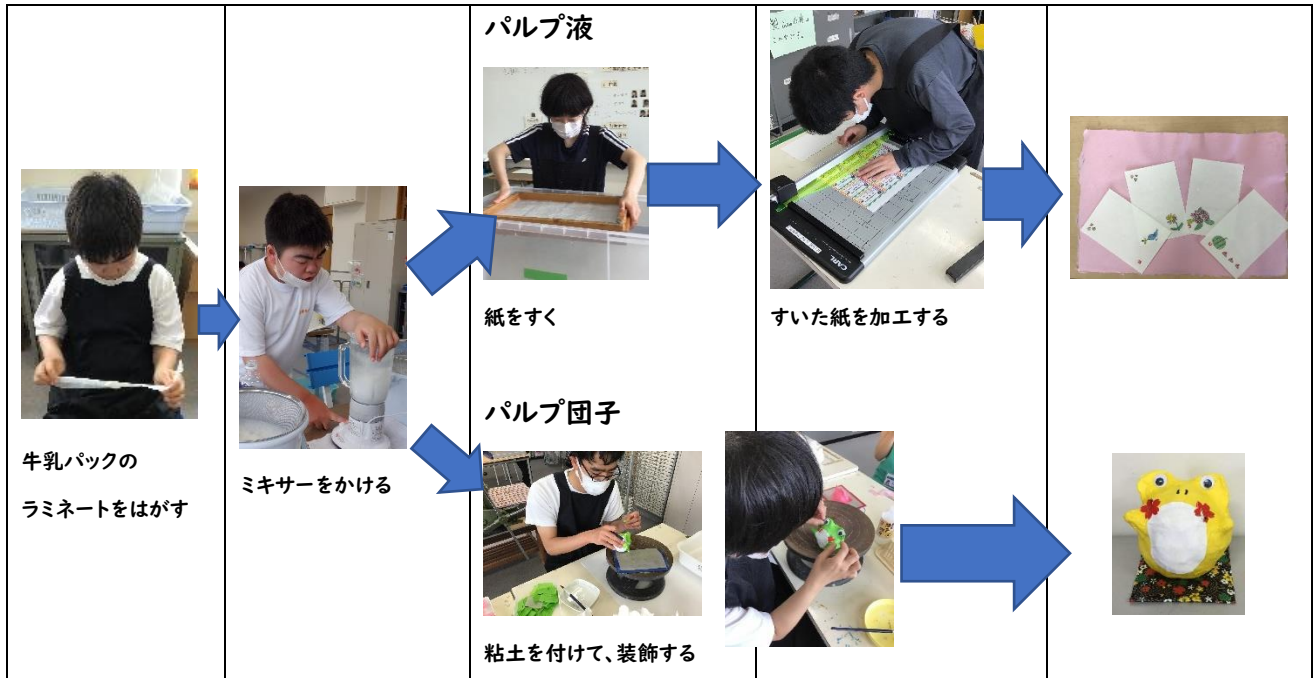 牛乳パックの
ラミネートをはがす
ミキサーをかける
パルプ液
紙をすく
すいた紙を加工する
パルプ団子
粘土を付けて、装飾する
CARL